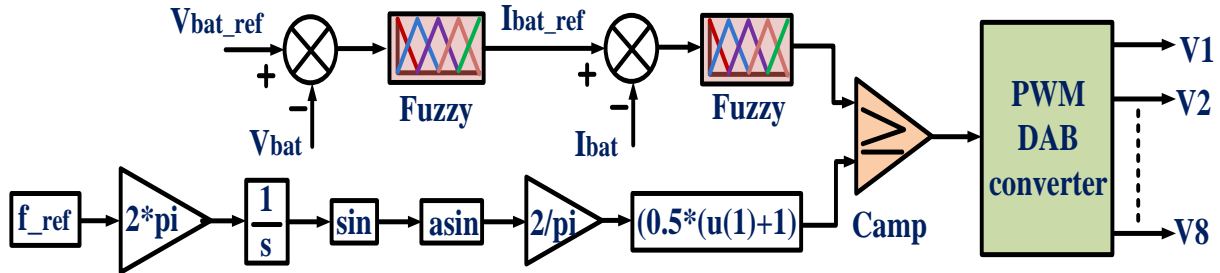 Vbat_ref
+
−
Vbat
Fuzzy
Ibat_ref
+
−
Ibat
Fuzzy
≥
Camp
PWM
DAB
converter
V1
V2
V8
f_ref
2*pi
1
s
sin
asin
2/pi
(0.5*(u(1)+1)